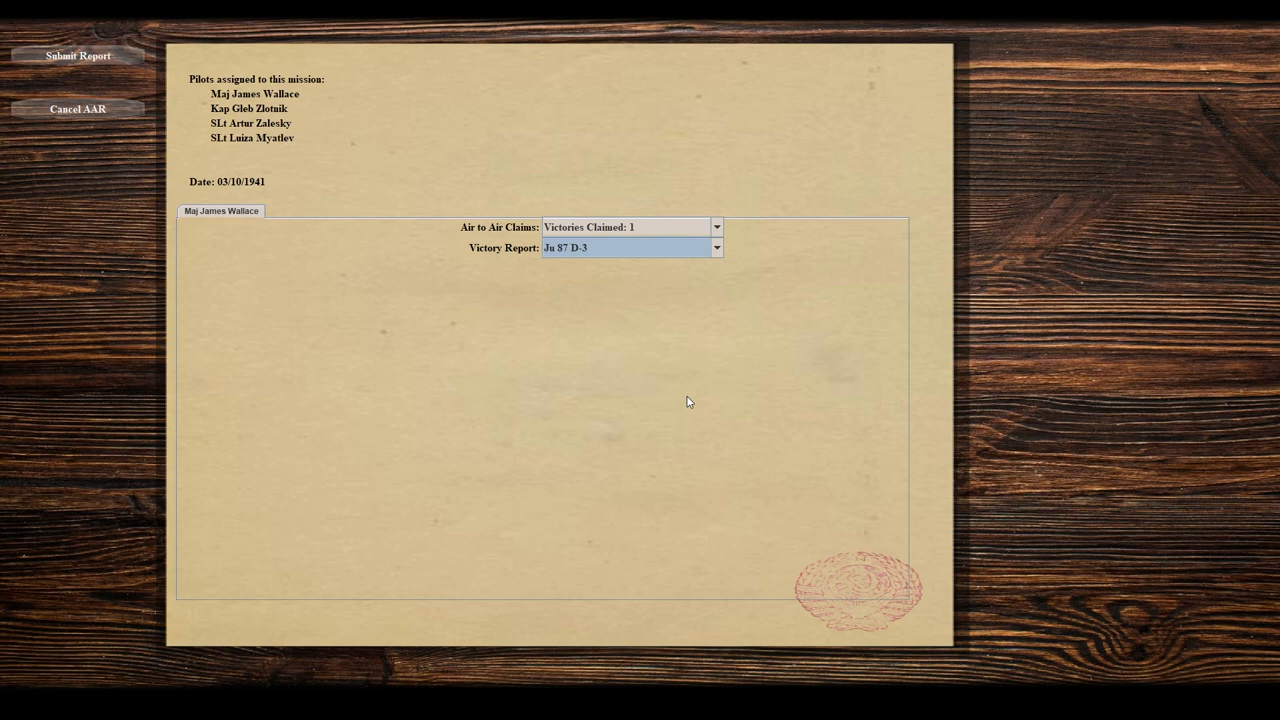 Submit Report
Cancel AAR
Pilots assigned to this mission:
Maj James Wallace
Kap Gleb Zlotnik
SLt Artur Zalesky
SLt Luiza Myatlev
Date: 03/10/1941
Maj James Wallace
Air to Air Claims: Victories Claimed: 1
Victory Report: Ju 87 D-3